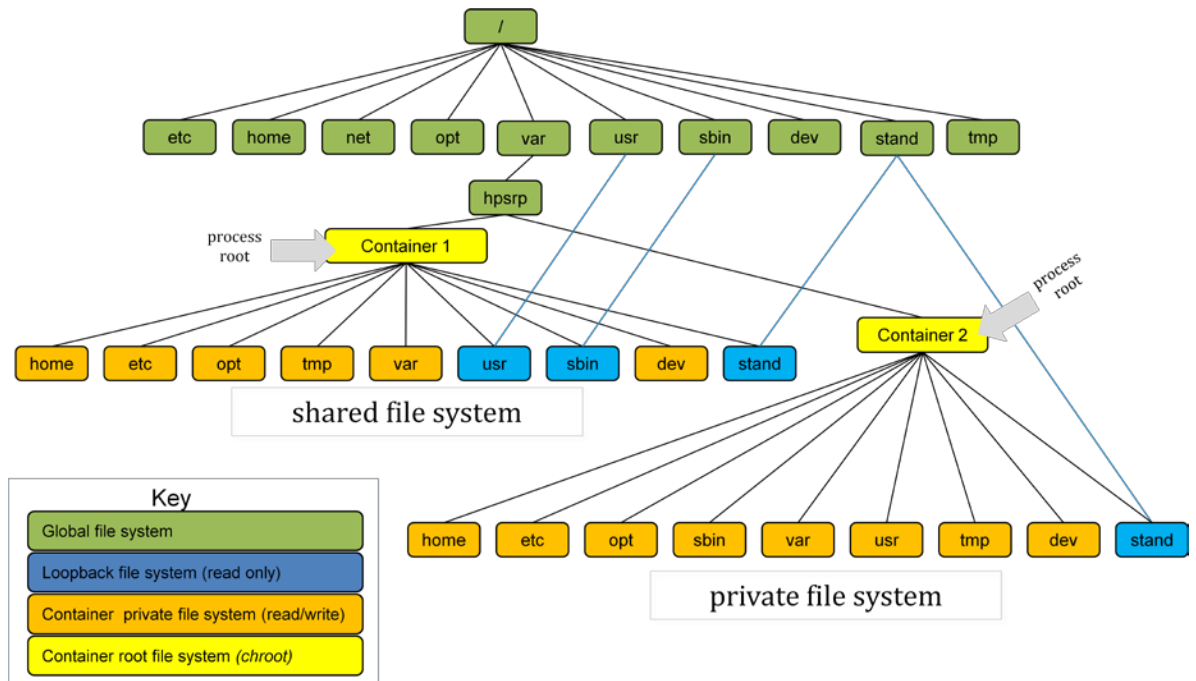 /
etc
home
net
opt
var
usr
sbin
dev
stand
tmp
hpsrp
process
root
Container 1
process
root
Container 2
home
etc
opt
tmp
var
usr
sbin
dev
stand
shared file system
Key
Global file system
Loopback file system (read only)
Container private file system (read/write)
Container root file system (chroot)
home
etc
opt
sbin
var
usr
tmp
dev
stand
private file system